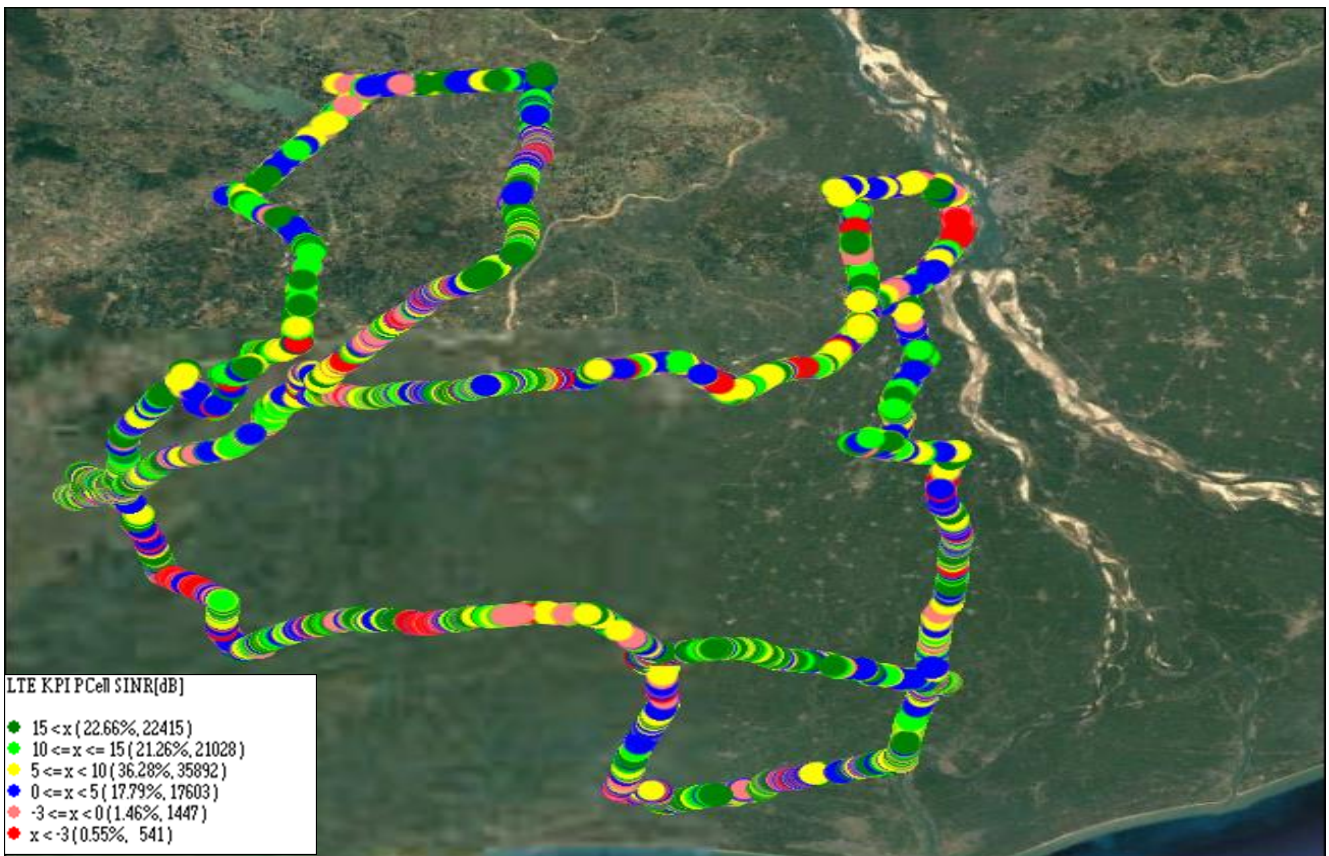 LTE KPI PCell SINR[dB]
15 < x ( 22.66%, 22415 )
10 <= x <= 15 ( 21.26%, 21028 )
5 <= x < 10 ( 36.28%, 35892 )
0 <= x < 5 ( 17.79%, 17603 )
-3 <= x < 0 ( 1.46%, 1447 )
x < -3 ( 0.55%, 541 )